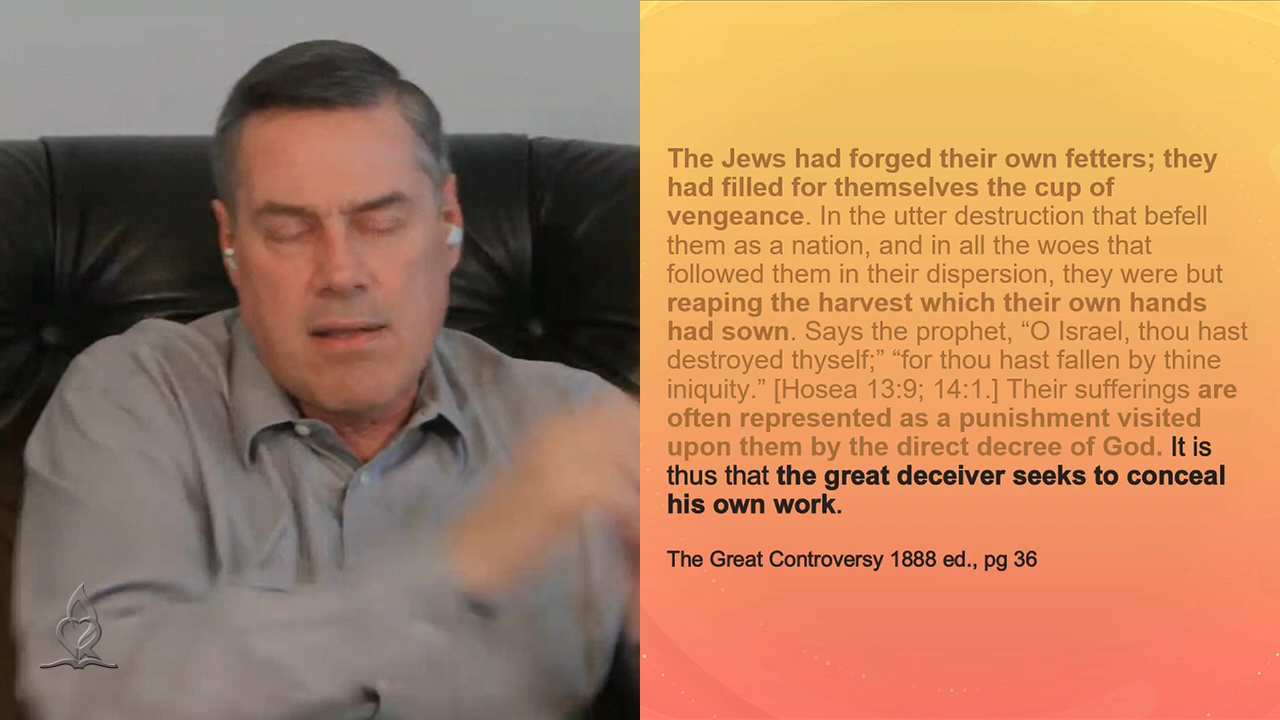 The Jews had forged their own fetters; they
had filled for themselves the cup of
vengeance. In the utter destruction that befell
them as a nation, and in all the woes that
followed them in their dispersion, they were but
reaping the harvest which their own hands
had sown. Says the prophet, “O Israel, thou hast
destroyed thyself;” “for thou hast fallen by thine
iniquity.” [Hosea 13:9; 14:1.] Their sufferings are
often represented as a punishment visited
upon them by the direct decree of God. It is
thus that the great deceiver seeks to conceal
his own work.
The Great Controversy 1888 ed., pg 36